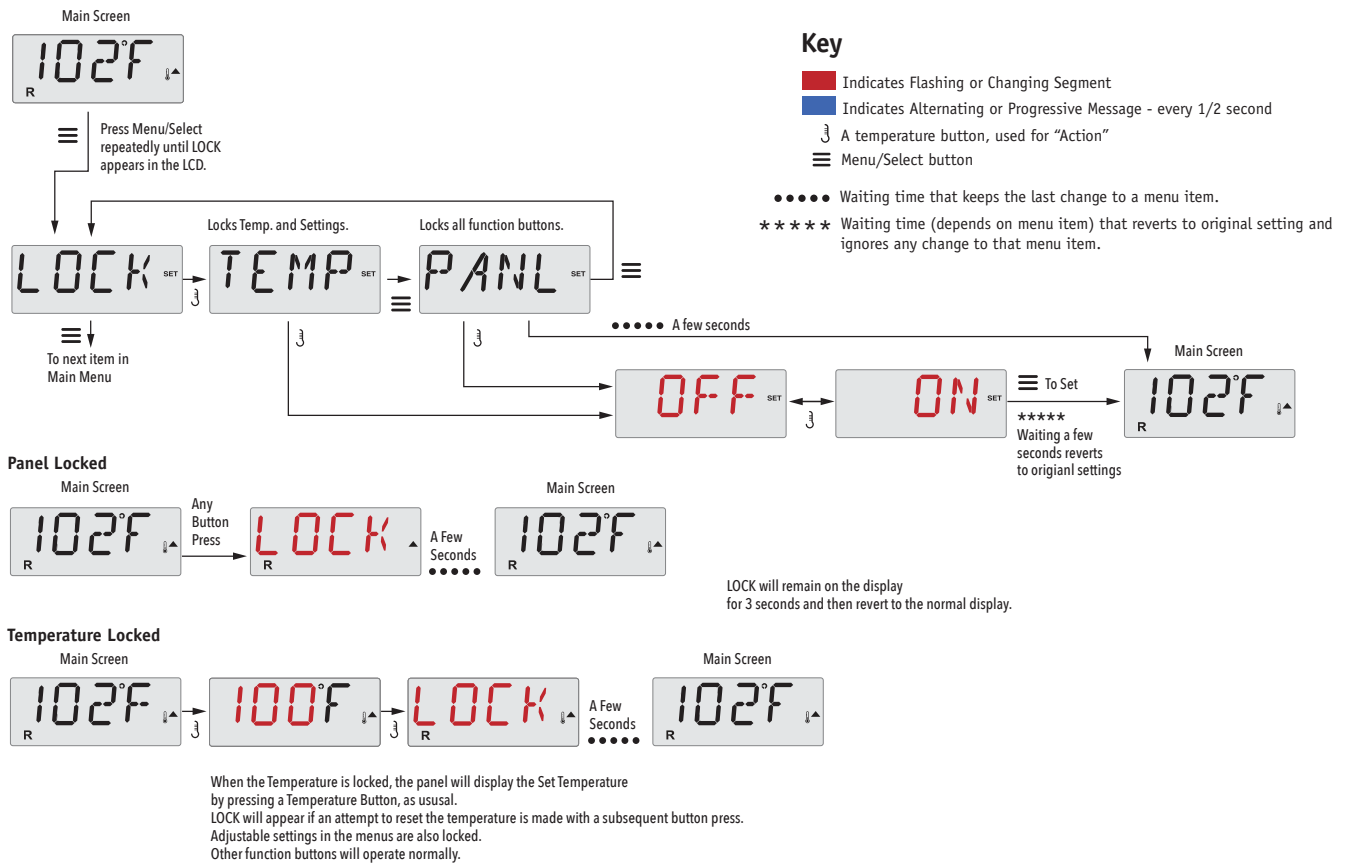 Main Screen
102°F
R
Press Menu/Select
repeatedly until LOCK
appears in the LCD.
Key
Indicates Flashing or Changing Segment
Indicates Alternating or Progressive Message - every 1/2 second
A temperature button, used for “Action”
Menu/Select button
••••• Waiting time that keeps the last change to a menu item.
***** Waiting time (depends on menu item) that reverts to original setting and
ignores any change to that menu item.
Locks Temp. and Settings.
Locks all function buttons.
LOCK SET
TEMP SET
PANL SET
To next item in
Main Menu
••••• A few seconds
OFF SET
ON SET
To Set
*****
Waiting a few
seconds reverts
to origianl settings
Main Screen
102°F
R
Panel Locked
Main Screen
102°F
R
Any
Button
Press
LOCK
R
A Few
Seconds
•••••
Main Screen
102°F
R
LOCK will remain on the display
for 3 seconds and then revert to the normal display.
Temperature Locked
Main Screen
102°F
R
100°F
LOCK
R
A Few
Seconds
•••••
Main Screen
102°F
R
When the Temperature is locked, the panel will display the Set Temperature
by pressing a Temperature Button, as ususal.
LOCK will appear if an attempt to reset the temperature is made with a subsequent button press.
Adjustable settings in the menus are also locked.
Other function buttons will operate normally.